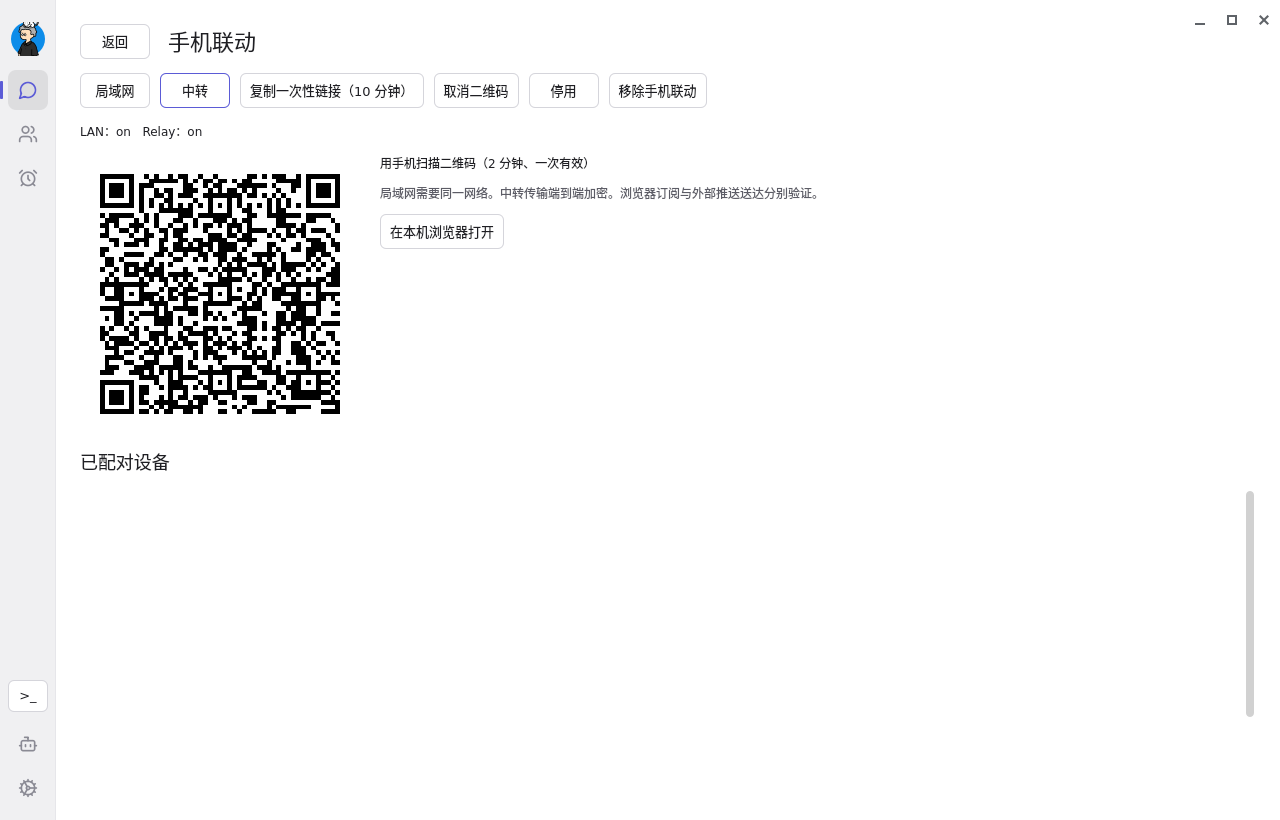 返回
手机联动
局域网
中转
复制一次性链接（10 分钟）
取消二维码
停用
移除手机联动
LAN：on Relay：on
用手机扫描二维码（2 分钟、一次有效）
局域网需要同一网络。中转传输端到端加密。浏览器订阅与外部推送送达分别验证。
在本机浏览器打开
已配对设备
>_